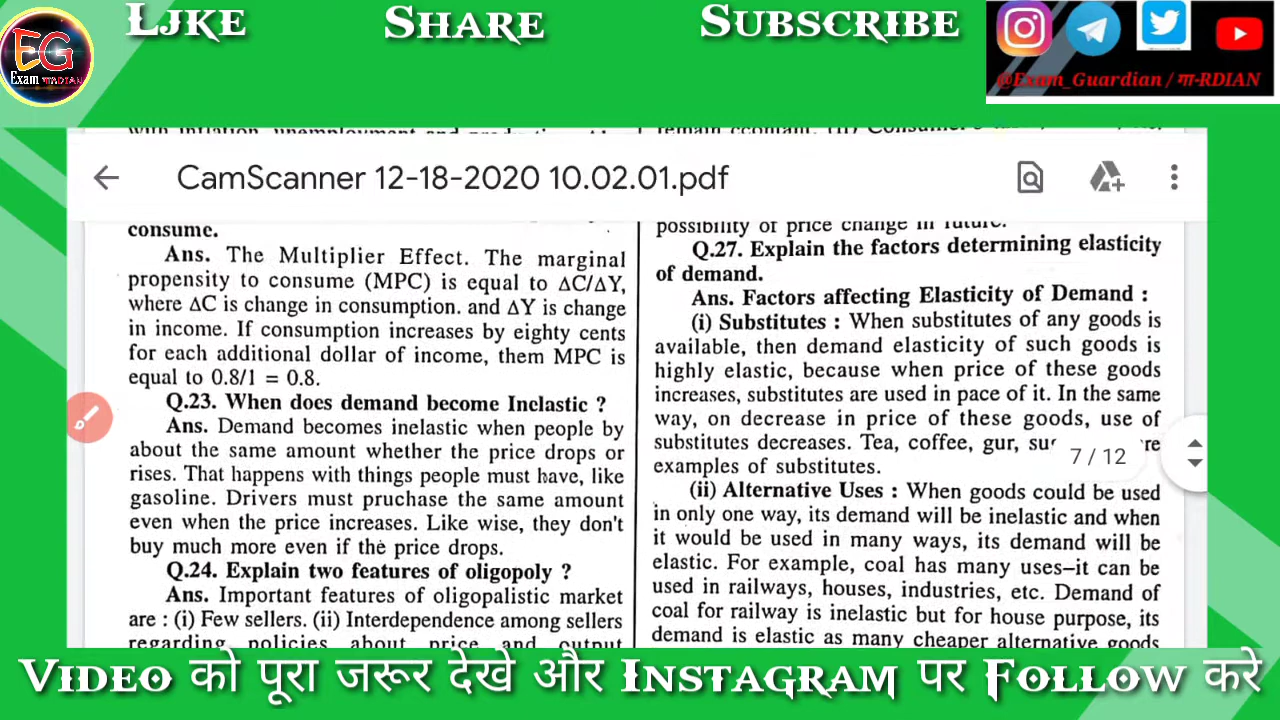 LJKE
SHARE
SUBSCRIBE
EG
Exam गाRDIAN
@Exam_Guardian / गा-RDIAN
CamScanner 12-18-2020 10.02.01.pdf
consume.
Ans. The Multiplier Effect. The marginal
propensity to consume (MPC) is equal to ΔC/ΔY,
where ΔC is change in consumption. and ΔY is change
in income. If consumption increases by eighty cents
for each additional dollar of income, them MPC is
equal to 0.8/1 = 0.8.
Q.23. When does demand become Inclastic ?
Ans. Demand becomes inelastic when people by
about the same amount whether the price drops or
rises. That happens with things people must have, like
gasoline. Drivers must pruchase the same amount
even when the price increases. Like wise, they don't
buy much more even if the price drops.
Q.24. Explain two features of oligopoly ?
Ans. Important features of oligopalistic market
are : (i) Few sellers. (ii) Interdependence among sellers
regarding policies about price and output
possibility of price change in future.
Q.27. Explain the factors determining elasticity
of demand.
Ans. Factors affecting Elasticity of Demand :
(i) Substitutes : When substitutes of any goods is
available, then demand elasticity of such goods is
highly elastic, because when price of these goods
increases, substitutes are used in pace of it. In the same
way, on decrease in price of these goods, use of
substitutes decreases. Tea, coffee, gur,
examples of substitutes.
7 / 12
(ii) Alternative Uses : When goods could be used
in only one way, its demand will be inelastic and when
it would be used in many ways, its demand will be
elastic. For example, coal has many uses–it can be
used in railways, houses, industries, etc. Demand of
coal for railway is inelastic but for house purpose, its
demand is elastic as many cheaper alternative goods
VIDEO को पूरा जरूर देखे और INSTAGRAM पर FOLLOW करे